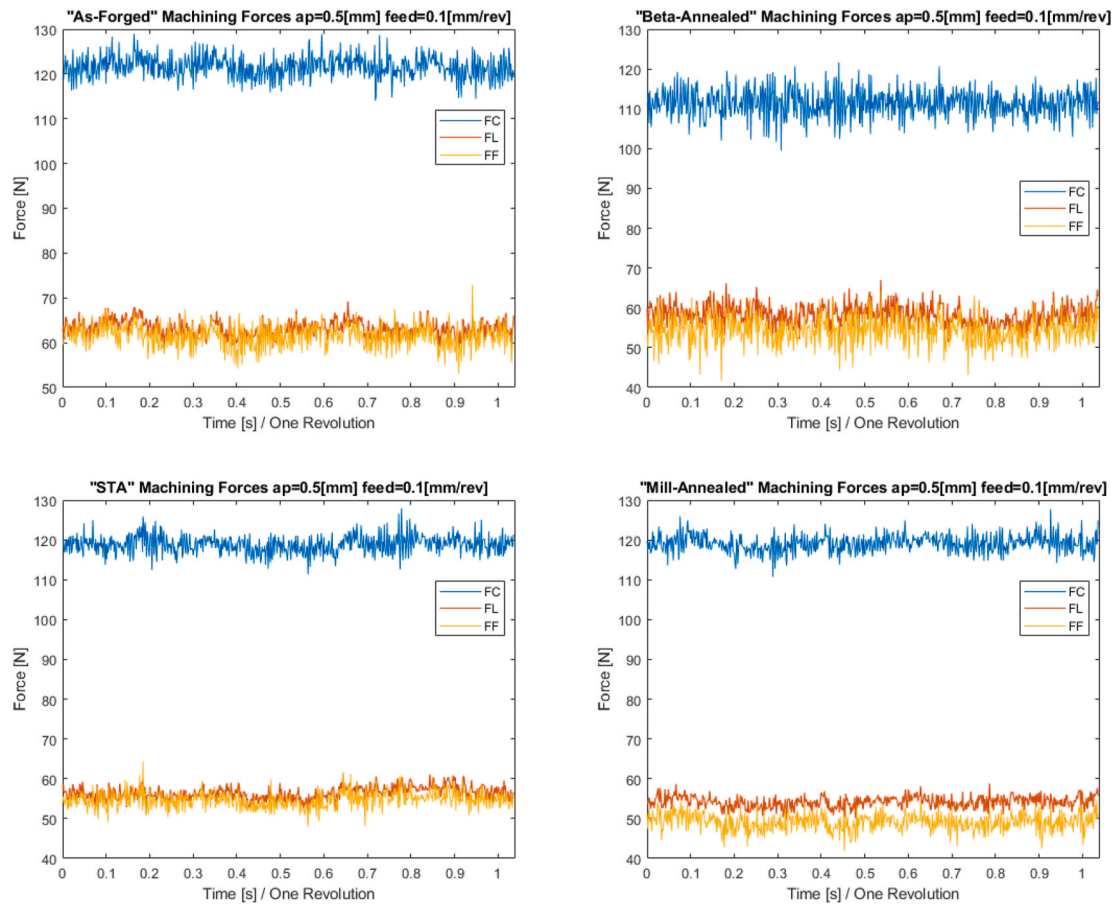 "As-Forged" Machining Forces ap=0.5[mm] feed=0.1[mm/rev]
130
120
110
100
90
80
70
60
50
Force [N]
FC
FL
FF
0 0.1 0.2 0.3 0.4 0.5 0.6 0.7 0.8 0.9 1
Time [s] / One Revolution
"Beta-Annealed" Machining Forces ap=0.5[mm] feed=0.1[mm/rev]
130
120
110
100
90
80
70
60
50
40
Force [N]
FC
FL
FF
0 0.1 0.2 0.3 0.4 0.5 0.6 0.7 0.8 0.9 1
Time [s] / One Revolution
"STA" Machining Forces ap=0.5[mm] feed=0.1[mm/rev]
130
120
110
100
90
80
70
60
50
40
Force [N]
FC
FL
FF
0 0.1 0.2 0.3 0.4 0.5 0.6 0.7 0.8 0.9 1
Time [s] / One Revolution
"Mill-Annealed" Machining Forces ap=0.5[mm] feed=0.1[mm/rev]
130
120
110
100
90
80
70
60
50
40
Force [N]
FC
FL
FF
0 0.1 0.2 0.3 0.4 0.5 0.6 0.7 0.8 0.9 1
Time [s] / One Revolution